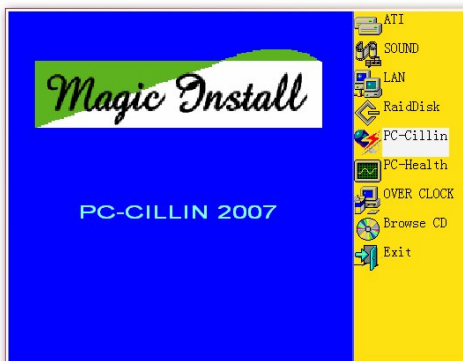 Magic Install
PC-CILLIN 2007
ATI
SOUND
LAN
RaidDisk
PC-Cillin
PC-Health
OVER CLOCK
Browse CD
Exit